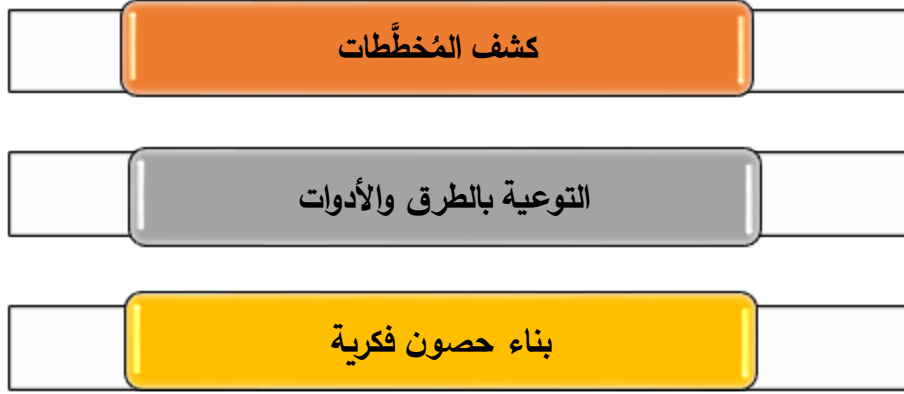 كشف المُخطَّطات
التوعية بالطرق والأدوات
بناء حصون فكرية